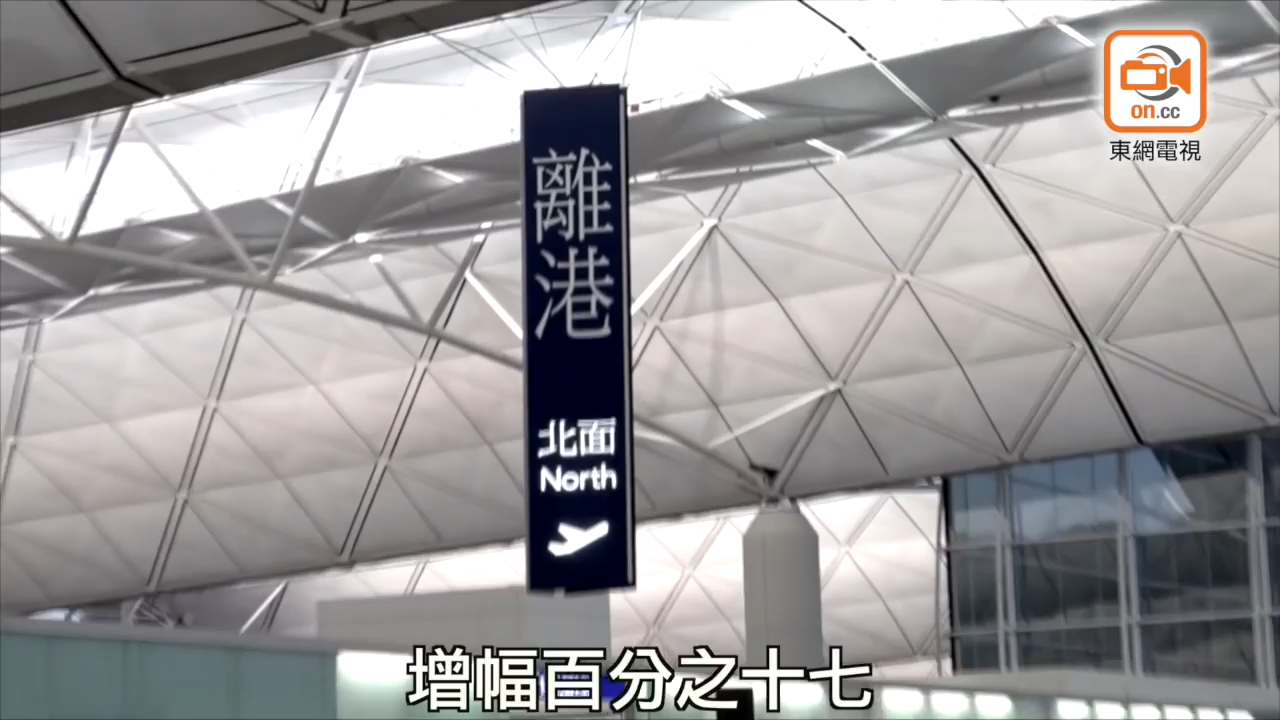 on.cc
東網電視
離港
北面
North
增幅百分之十七